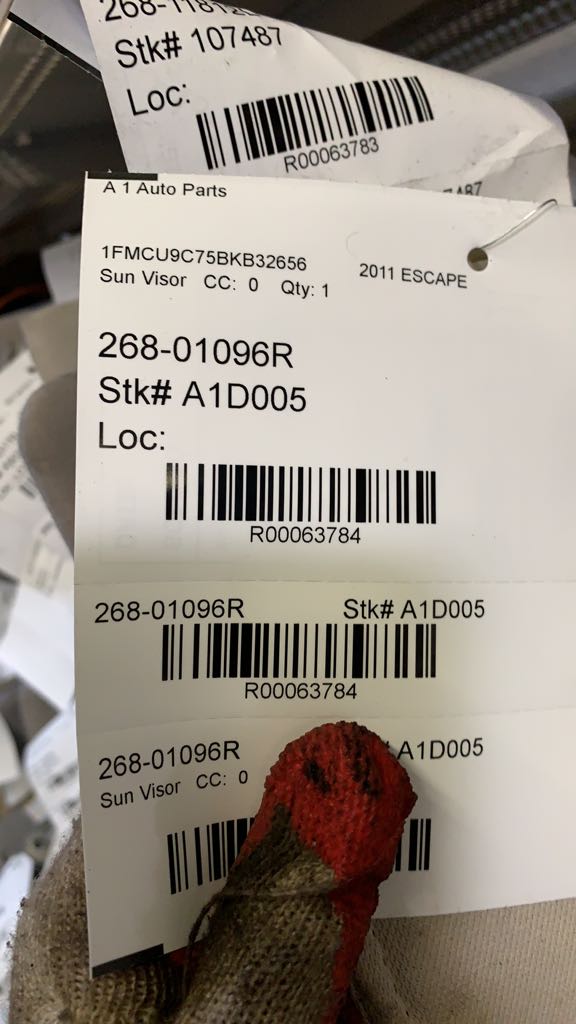 Stk# 107487
Loc:
R00063783
A 1 Auto Parts
1FMCU9C75BKB32656
2011 ESCAPE
Sun Visor CC: 0 Qty: 1
268-01096R
Stk# A1D005
Loc:
R00063784
268-01096R Stk# A1D005
R00063784
268-01096R A1D005
Sun Visor CC: 0